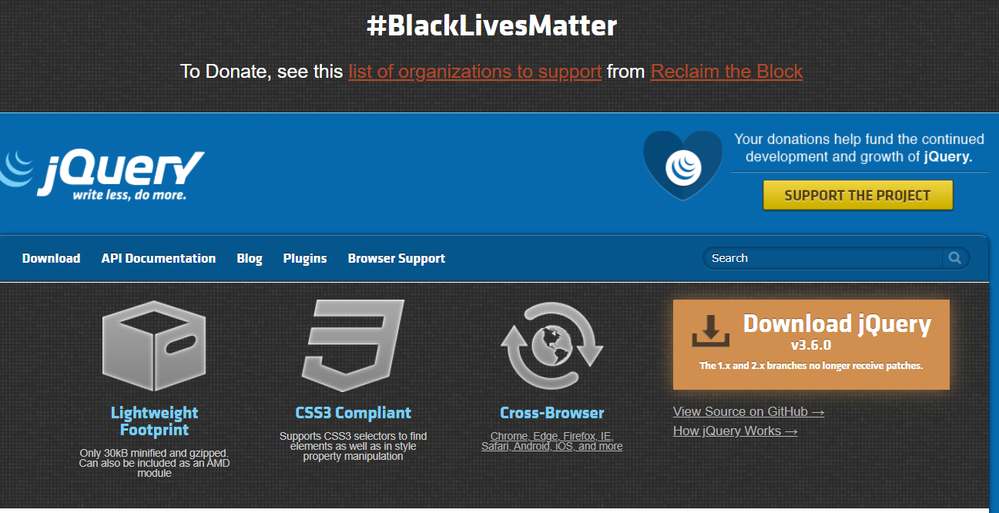 #BlackLivesMatter
To Donate, see this list of organizations to support from Reclaim the Block
jQuery
write less, do more.
Your donations help fund the continued
development and growth of jQuery.
SUPPORT THE PROJECT
Download API Documentation Blog Plugins Browser Support Search
Lightweight
Footprint
Only 30kB minified and gzipped.
Can also be included as an AMD
module
CSS3 Compliant
Supports CSS3 selectors to find
elements as well as in style
property manipulation
Cross-Browser
Chrome, Edge, Firefox, IE,
Safari, Android, iOS, and more
Download jQuery
v3.6.0
The 1.x and 2.x branches no longer receive patches.
View Source on GitHub →
How jQuery Works →